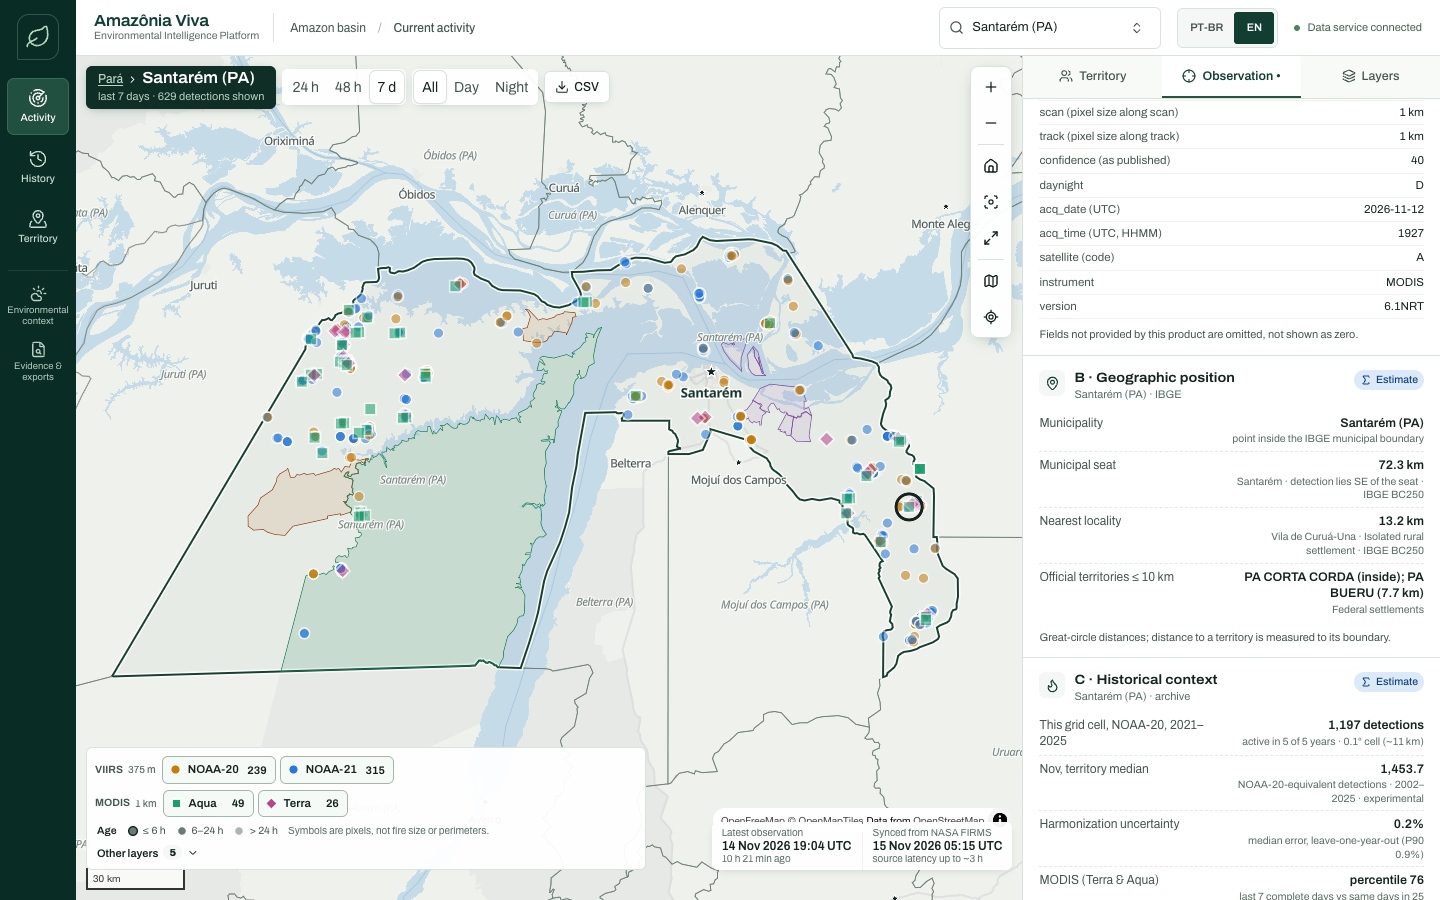 Amazônia Viva
Environmental Intelligence Platform
Amazon basin / Current activity
Santarém (PA)
PT-BR EN
Data service connected
Activity
History
Territory
Environmental
context
Evidence &
exports
Pará › Santarém (PA)
last 7 days · 629 detections shown
24 h 48 h 7 d
All Day Night
CSV
Oriximiná
Óbidos (PA)
Óbidos
Curuá
Curuá (PA)
Alenquer
Monte Aleg
Juruti
Juruti (PA)
Santarém (PA)
Santarém
Belterra
Mojuí dos Campos
Santarém (PA)
Santarém (PA)
Belterra (PA)
Mojuí dos Campos (PA)
Uruará
VIIRS 375 m NOAA-20 239 NOAA-21 315
MODIS 1 km Aqua 49 Terra 26
Age ≤ 6 h 6–24 h > 24 h Symbols are pixels, not fire size or perimeters.
Other layers 5
30 km
OpenFreeMap © OpenMapTiles Data from OpenStreetMap
Latest observation
14 Nov 2026 19:04 UTC
10 h 21 min ago
Synced from NASA FIRMS
15 Nov 2026 05:15 UTC
source latency up to ~3 h
Territory Observation • Layers
scan (pixel size along scan) 1 km
track (pixel size along track) 1 km
confidence (as published) 40
daynight D
acq_date (UTC) 2026-11-12
acq_time (UTC, HHMM) 1927
satellite (code) A
instrument MODIS
version 6.1NRT
Fields not provided by this product are omitted, not shown as zero.
B · Geographic position
Santarém (PA) · IBGE
Σ Estimate
Municipality Santarém (PA)
point inside the IBGE municipal boundary
Municipal seat 72.3 km
Santarém · detection lies SE of the seat ·
IBGE BC250
Nearest locality 13.2 km
Vila de Curuá-Una · Isolated rural
settlement · IBGE BC250
Official territories ≤ 10 km PA CORTA CORDA (inside); PA
BUERU (7.7 km)
Federal settlements
Great-circle distances; distance to a territory is measured to its boundary.
C · Historical context
Santarém (PA) · archive
Σ Estimate
This grid cell, NOAA-20, 2021–
2025
1,197 detections
active in 5 of 5 years · 0.1° cell (~11 km)
Nov, territory median 1,453.7
NOAA-20-equivalent detections · 2002–
2025 · experimental
Harmonization uncertainty 0.2%
median error, leave-one-year-out (P90
0.9%)
MODIS (Terra & Aqua) percentile 76
last 7 complete days vs same days in 25